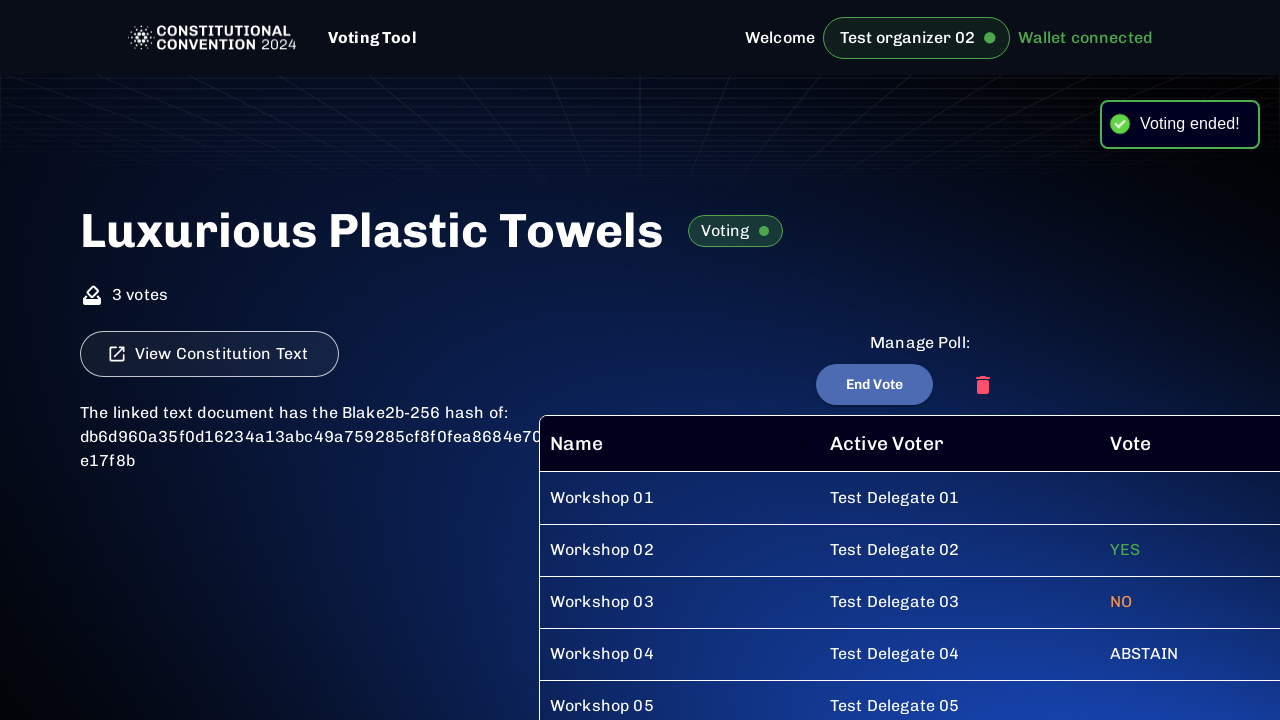 CONSTITUTIONAL
CONVENTION 2024
Voting Tool
Welcome
Test organizer 02
Wallet connected
Voting ended!
Luxurious Plastic Towels
Voting
3 votes
View Constitution Text
Manage Poll:
End Vote
The linked text document has the Blake2b-256 hash of:
db6d960a35f0d16234a13abc49a759285cf8f0fea8684e70
e17f8b
Name Active Voter Vote
Workshop 01 Test Delegate 01
Workshop 02 Test Delegate 02 YES
Workshop 03 Test Delegate 03 NO
Workshop 04 Test Delegate 04 ABSTAIN
Workshop 05 Test Delegate 05